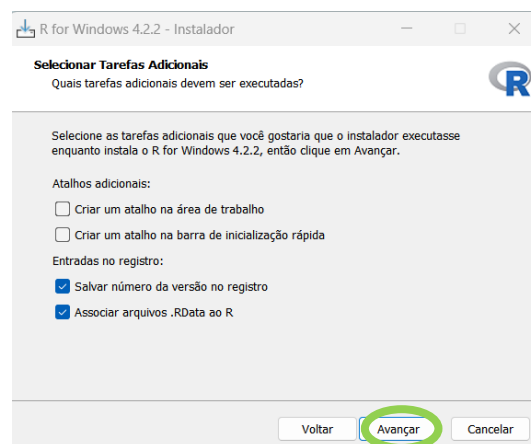 R for Windows 4.2.2 - Instalador
Selecionar Tarefas Adicionais
Quais tarefas adicionais devem ser executadas?
R
Selecione as tarefas adicionais que você gostaria que o instalador executasse
enquanto instala o R for Windows 4.2.2, então clique em Avançar.
Atalhos adicionais:
Criar um atalho na área de trabalho
Criar um atalho na barra de inicialização rápida
Entradas no registro:
Salvar número da versão no registro
Associar arquivos .RData ao R
Voltar Avançar Cancelar